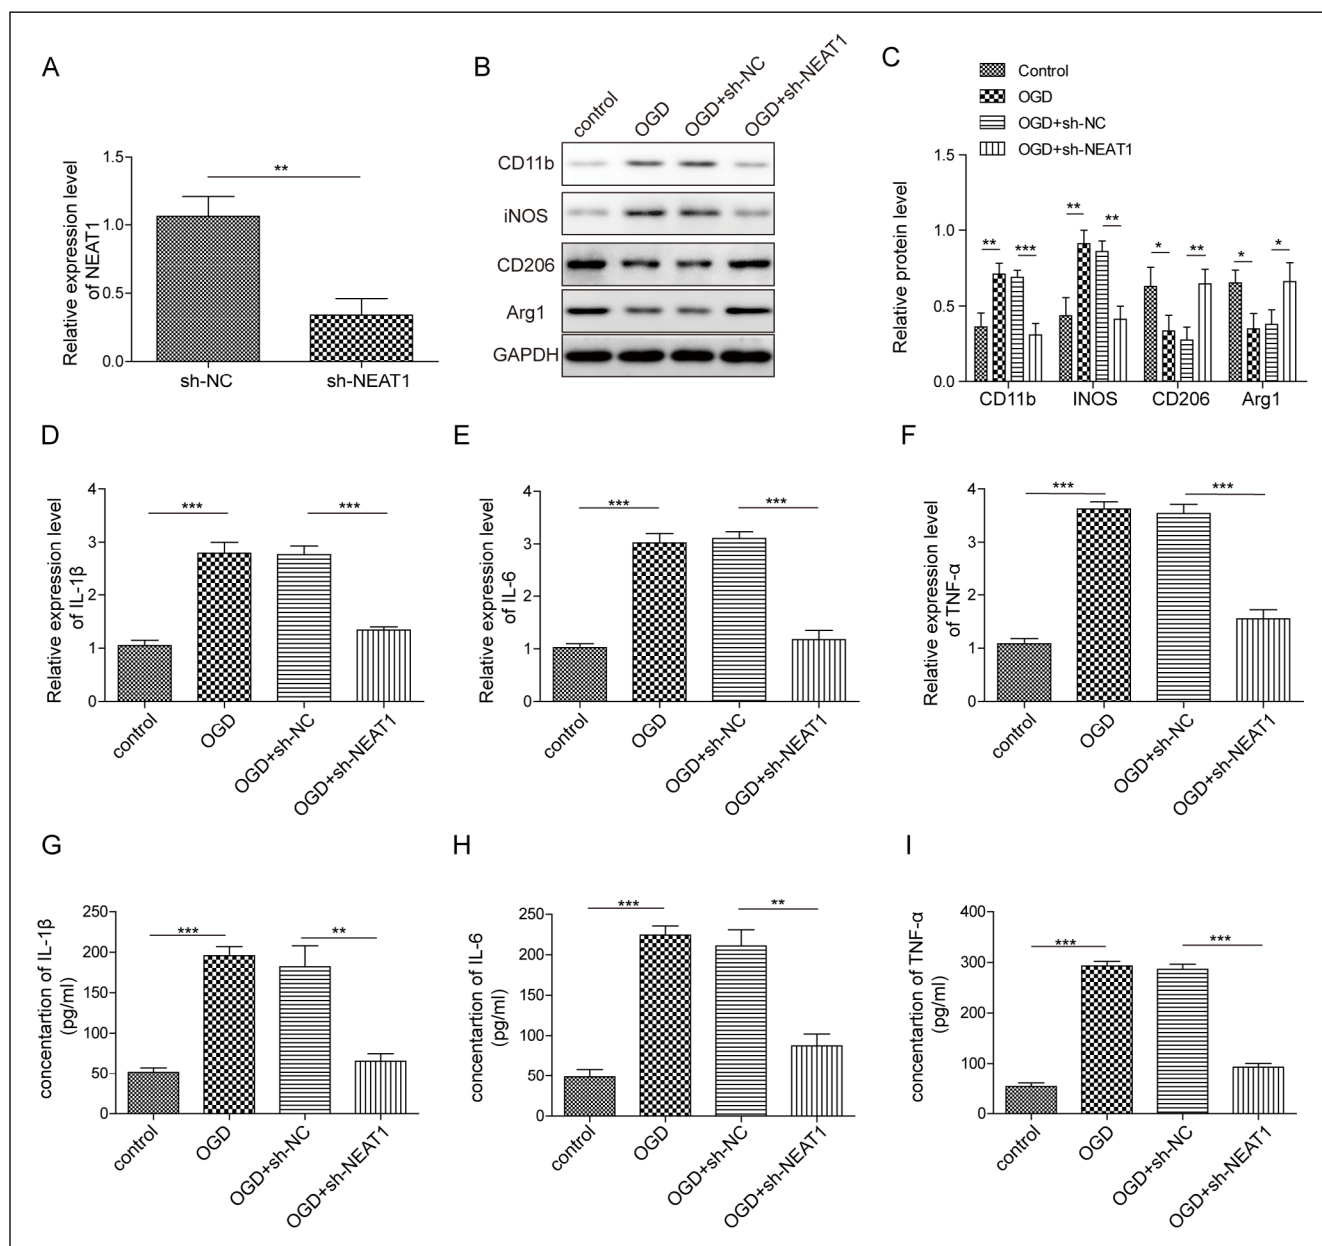 A
Relative expression level
of NEAT1
1.5
1.0
0.5
0.0
**
sh-NC
sh-NEAT1
B
control
OGD
OGD+sh-NC
OGD+sh-NEAT1
CD11b
iNOS
CD206
Arg1
GAPDH
C
Control
OGD
OGD+sh-NC
OGD+sh-NEAT1
Relative protein level
1.5
1.0
0.5
0.0
** *** ** ** * ** * *
CD11b INOS CD206 Arg1
D
Relative expression level
of IL-1β
4
3
2
1
0
*** ***
control
OGD
OGD+sh-NC
OGD+sh-NEAT1
E
Relative expression level
of IL-6
4
3
2
1
0
*** ***
control
OGD
OGD+sh-NC
OGD+sh-NEAT1
F
Relative expression level
of TNF-α
4
3
2
1
0
*** ***
control
OGD
OGD+sh-NC
OGD+sh-NEAT1
G
concentartion of IL-1β
(pg/ml)
250
200
150
100
50
0
*** **
control
OGD
OGD+sh-NC
OGD+sh-NEAT1
H
concentartion of IL-6
(pg/ml)
250
200
150
100
50
0
*** **
control
OGD
OGD+sh-NC
OGD+sh-NEAT1
I
concentartion of TNF-α
(pg/ml)
400
300
200
100
0
*** ***
control
OGD
OGD+sh-NC
OGD+sh-NEAT1